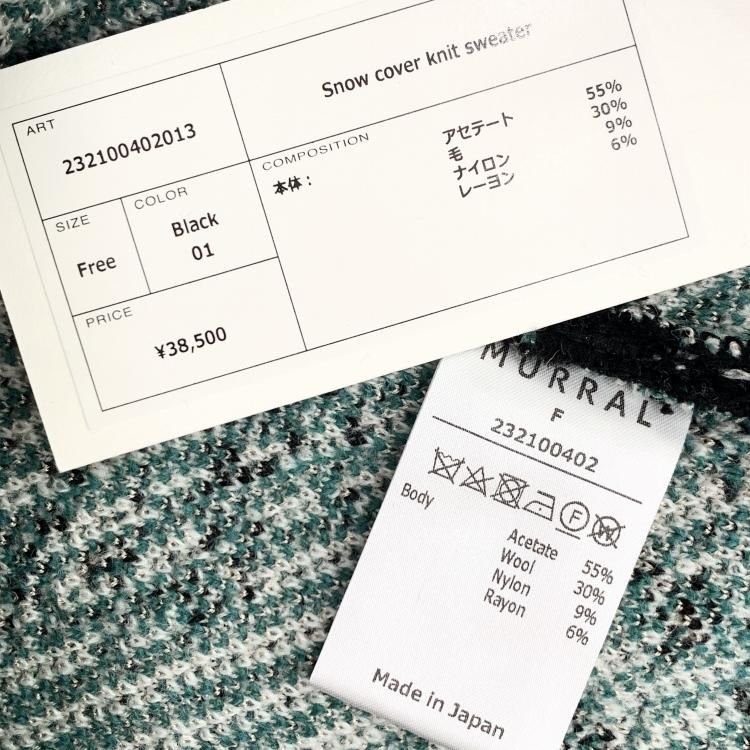 ART
232100402013
Snow cover knit sweater
SIZE
Free
COLOR
Black
01
COMPOSITION
本体：
アセテート 55%
毛 30%
ナイロン 9%
レーヨン 6%
PRICE
¥38,500
MURRAL
F
232100402
F
W
Body
Acetate 55%
Wool 30%
Nylon 9%
Rayon 6%
Made in Japan